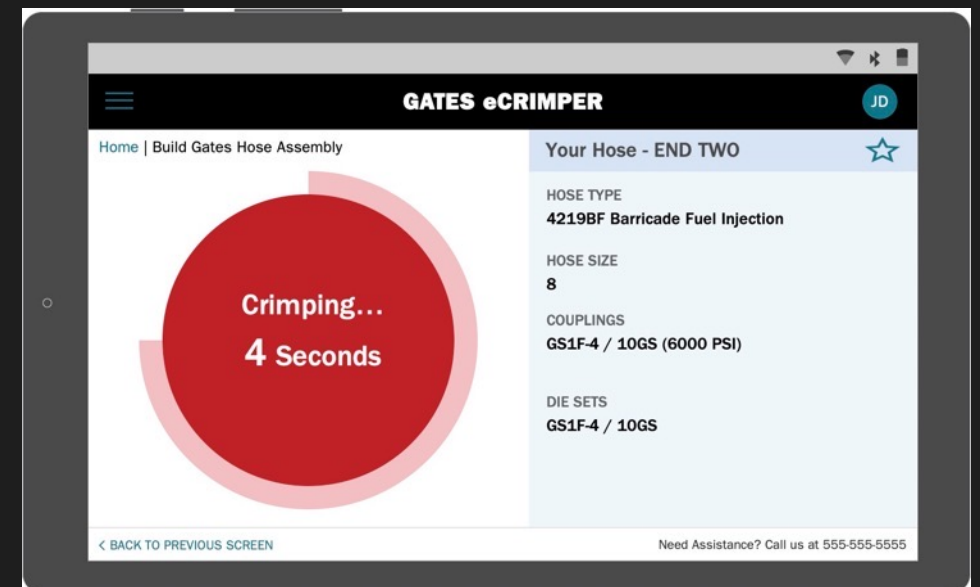 GATES eCRIMPER
JD
Home | Build Gates Hose Assembly
Crimping...
4 Seconds
Your Hose - END TWO
HOSE TYPE
4219BF Barricade Fuel Injection
HOSE SIZE
8
COUPLINGS
GS1F-4 / 10GS (6000 PSI)
DIE SETS
GS1F-4 / 10GS
< BACK TO PREVIOUS SCREEN
Need Assistance? Call us at 555-555-5555